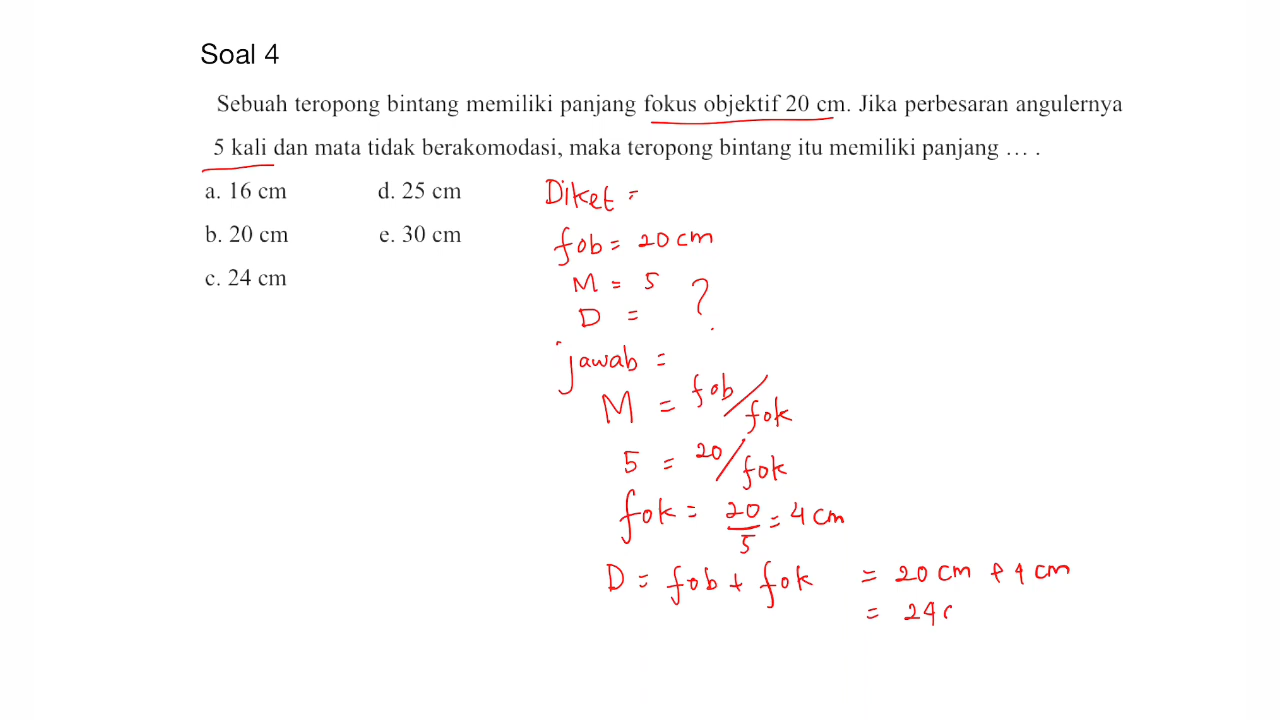 Soal 4
Sebuah teropong bintang memiliki panjang fokus objektif 20 cm. Jika perbesaran angulernya
5 kali dan mata tidak berakomodasi, maka teropong bintang itu memiliki panjang ... .
a. 16 cm d. 25 cm
b. 20 cm e. 30 cm
c. 24 cm
Diket =
fob = 20 cm
M = 5 ?
D =
jawab =
M = fob/fok
5 = 20/fok
fok = 20/5 = 4 cm
D = fob + fok = 20 cm + 4 cm
= 24 c